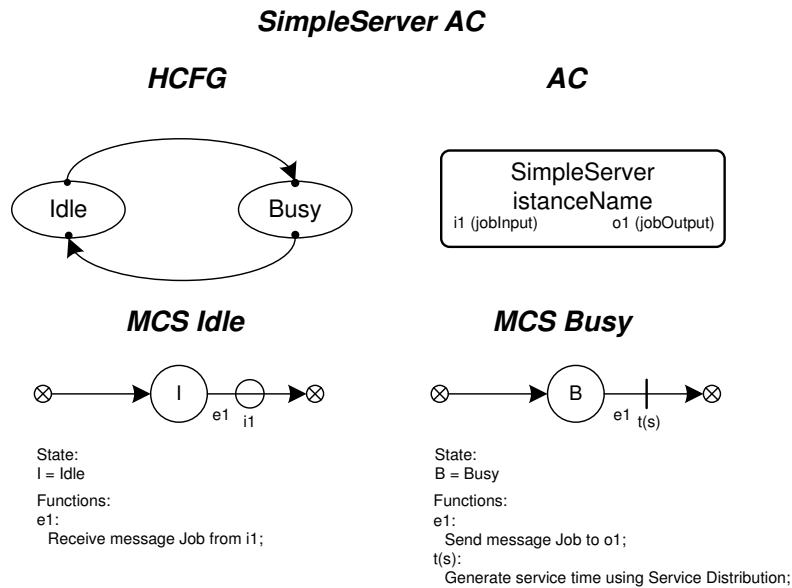 SimpleServer AC
HCFG
AC
Idle
Busy
SimpleServer
istanceName
i1 (jobInput)
o1 (jobOutput)
MCS Idle
I
e1
i1
State:
I = Idle
Functions:
e1:
Receive message Job from i1;
MCS Busy
B
e1
t(s)
State:
B = Busy
Functions:
e1:
Send message Job to o1;
t(s):
Generate service time using Service Distribution;